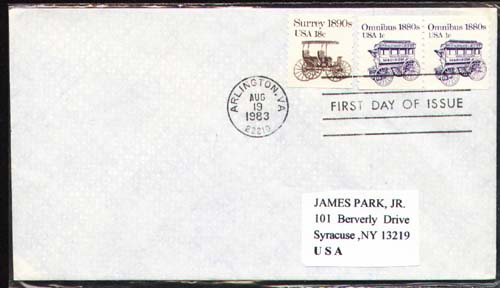 Surrey 1890s
USA 18c
Omnibus 1880s
USA 1c
Omnibus 1880s
USA 1c
ARLINGTON, VA
AUG
19
1983
22210
FIRST DAY OF ISSUE
JAMES PARK, JR.
101 Berverly Drive
Syracuse ,NY 13219
U S A